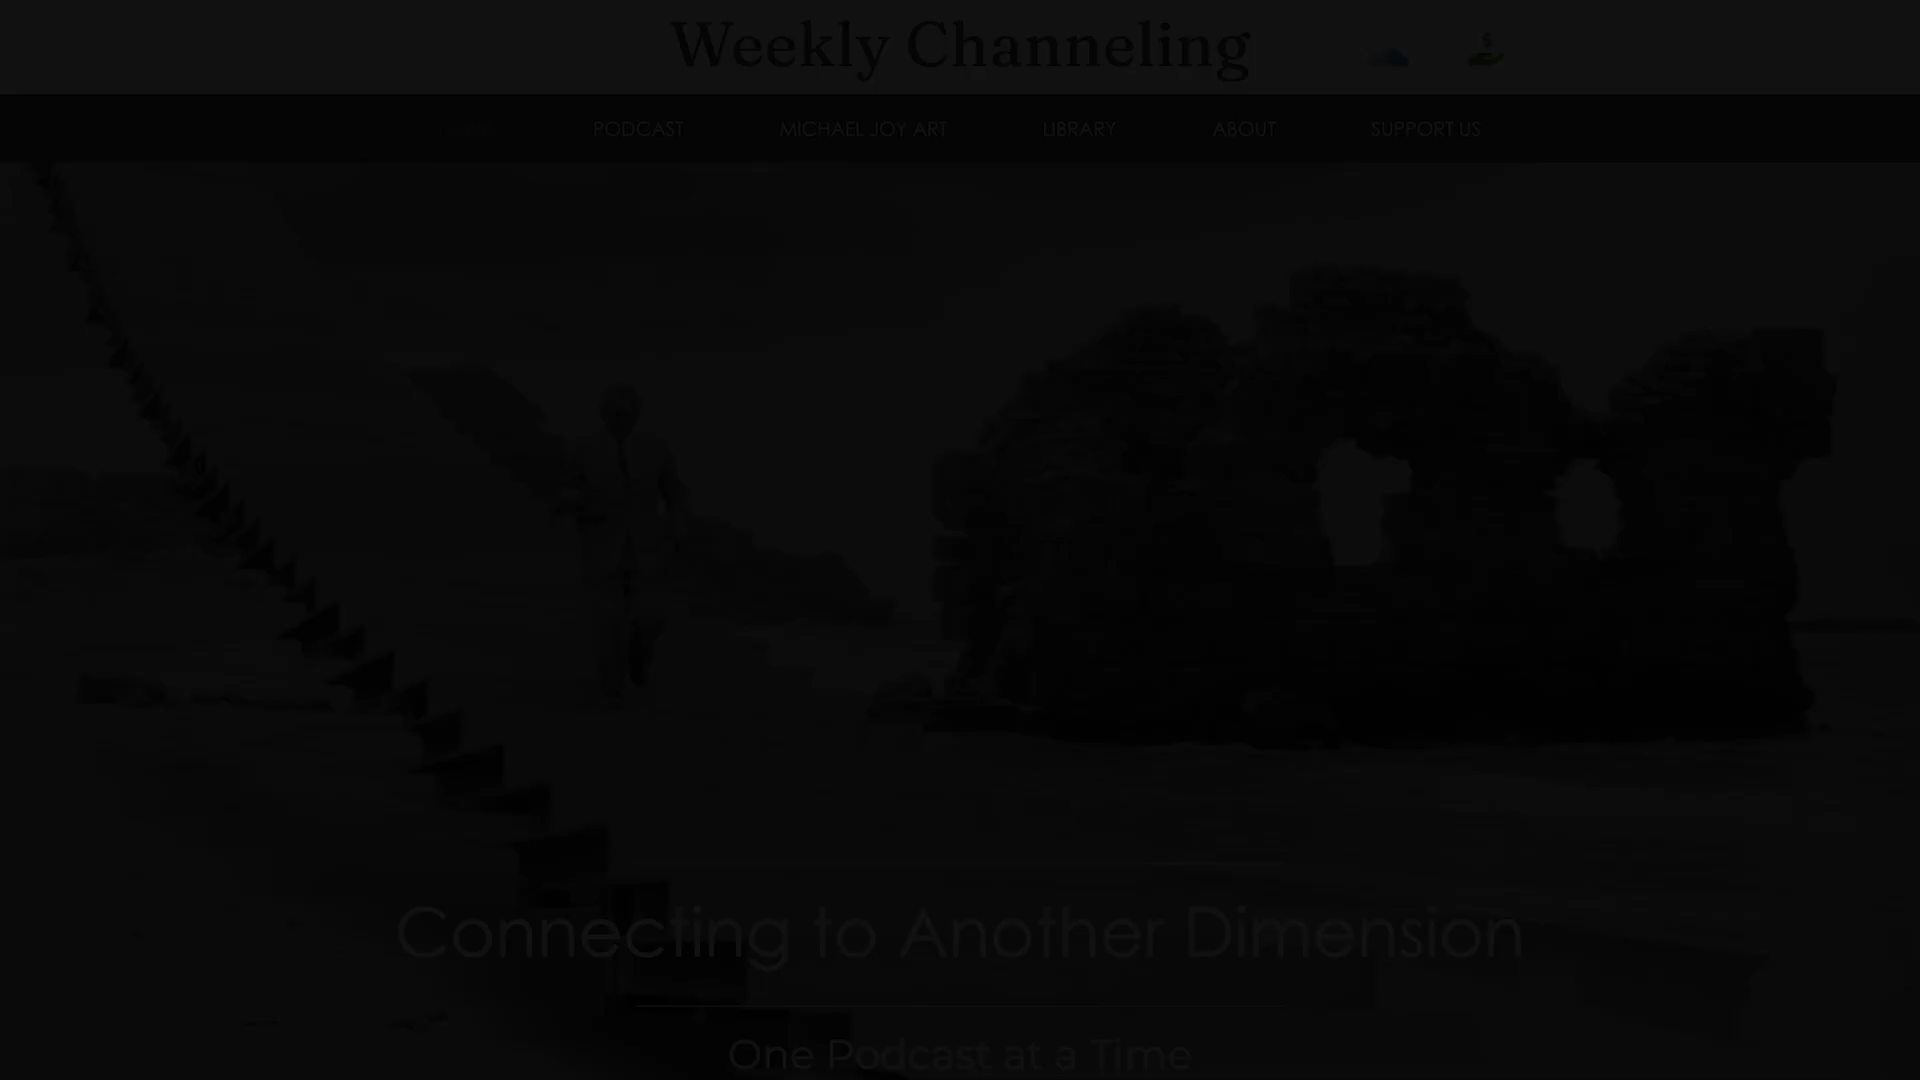 Weekly Channeling
PODCAST MICHAEL JOY ART LIBRARY ABOUT SUPPORT US
Connecting to Another Dimension
One Podcast at a Time